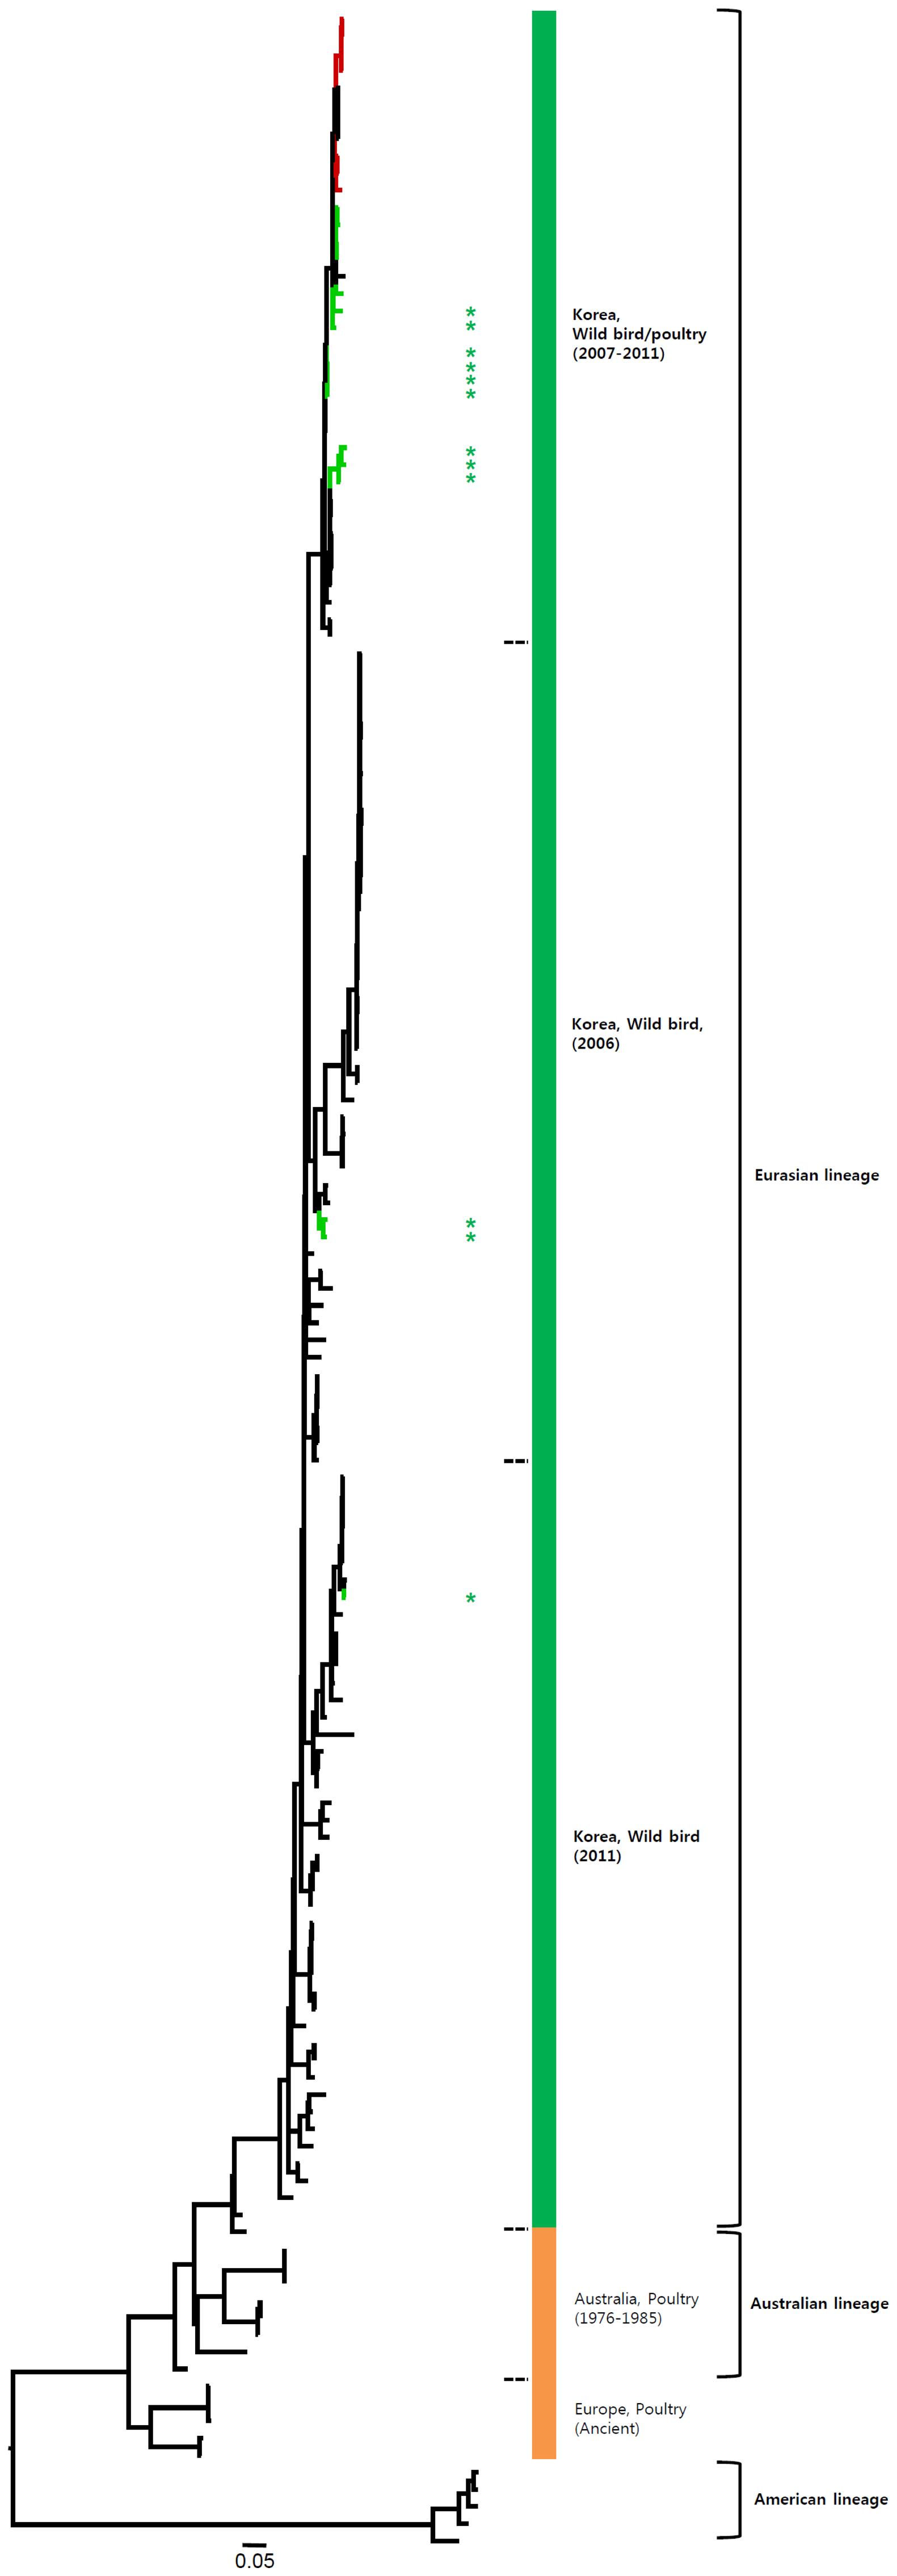 *
*
Korea,
Wild bird/poultry
(2007-2011)
*
*
*
*
*
*
*
Korea, Wild bird,
(2006)
Eurasian lineage
*
*
*
Korea, Wild bird
(2011)
Australia, Poultry
(1976-1985)
Australian lineage
Europe, Poultry
(Ancient)
American lineage
0.05